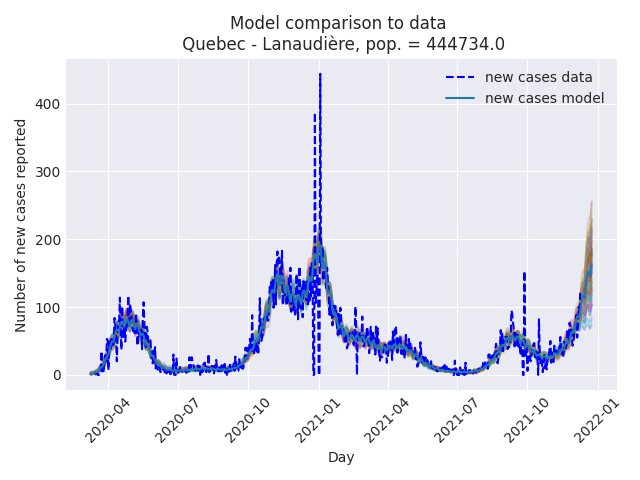 Model comparison to data
Quebec - Lanaudière, pop. = 444734.0
new cases data
new cases model
Number of new cases reported
400
300
200
100
0
2020-04
2020-07
2020-10
2021-01
2021-04
2021-07
2021-10
2022-01
Day